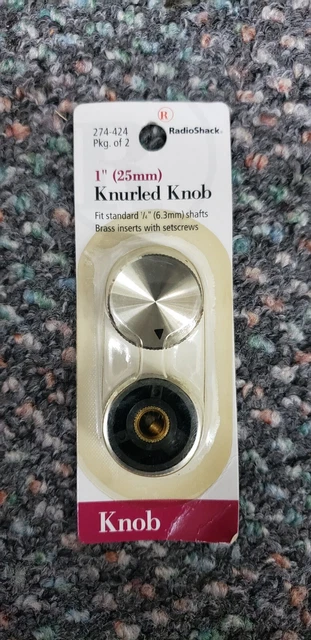 ®
274-424
RadioShack.
Pkg. of 2
1" (25mm)
Knurled Knob
Fit standard ¼" (6.3mm) shafts
Brass inserts with setscrews
Knob